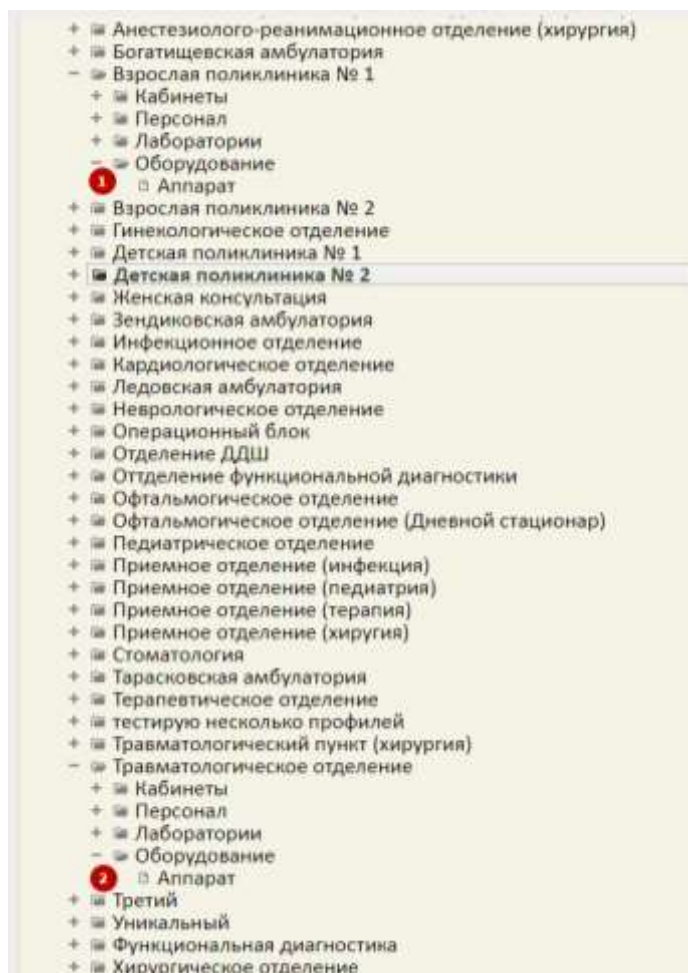 Анестезиолого-реанимационное отделение (хирургия)
Богатищевская амбулатория
Взрослая поликлиника № 1
Кабинеты
Персонал
Лаборатории
Оборудование
1 Аппарат
Взрослая поликлиника № 2
Гинекологическое отделение
Детская поликлиника № 1
Детская поликлиника № 2
Женская консультация
Зендиковская амбулатория
Инфекционное отделение
Кардиологическое отделение
Ледовская амбулатория
Неврологическое отделение
Операционный блок
Отделение ДДШ
Оттделение функциональной диагностики
Офтальмогическое отделение
Офтальмогическое отделение (Дневной стационар)
Педиатрическое отделение
Приемное отделение (инфекция)
Приемное отделение (педиатрия)
Приемное отделение (терапия)
Приемное отделение (хиругия)
Стоматология
Тарасковская амбулатория
Терапевтическое отделение
тестирую несколько профилей
Травматологический пункт (хирургия)
Травматологическое отделение
Кабинеты
Персонал
Лаборатории
Оборудование
2 Аппарат
Третий
Уникальный
Функциональная диагностика
Хирургическое отделение